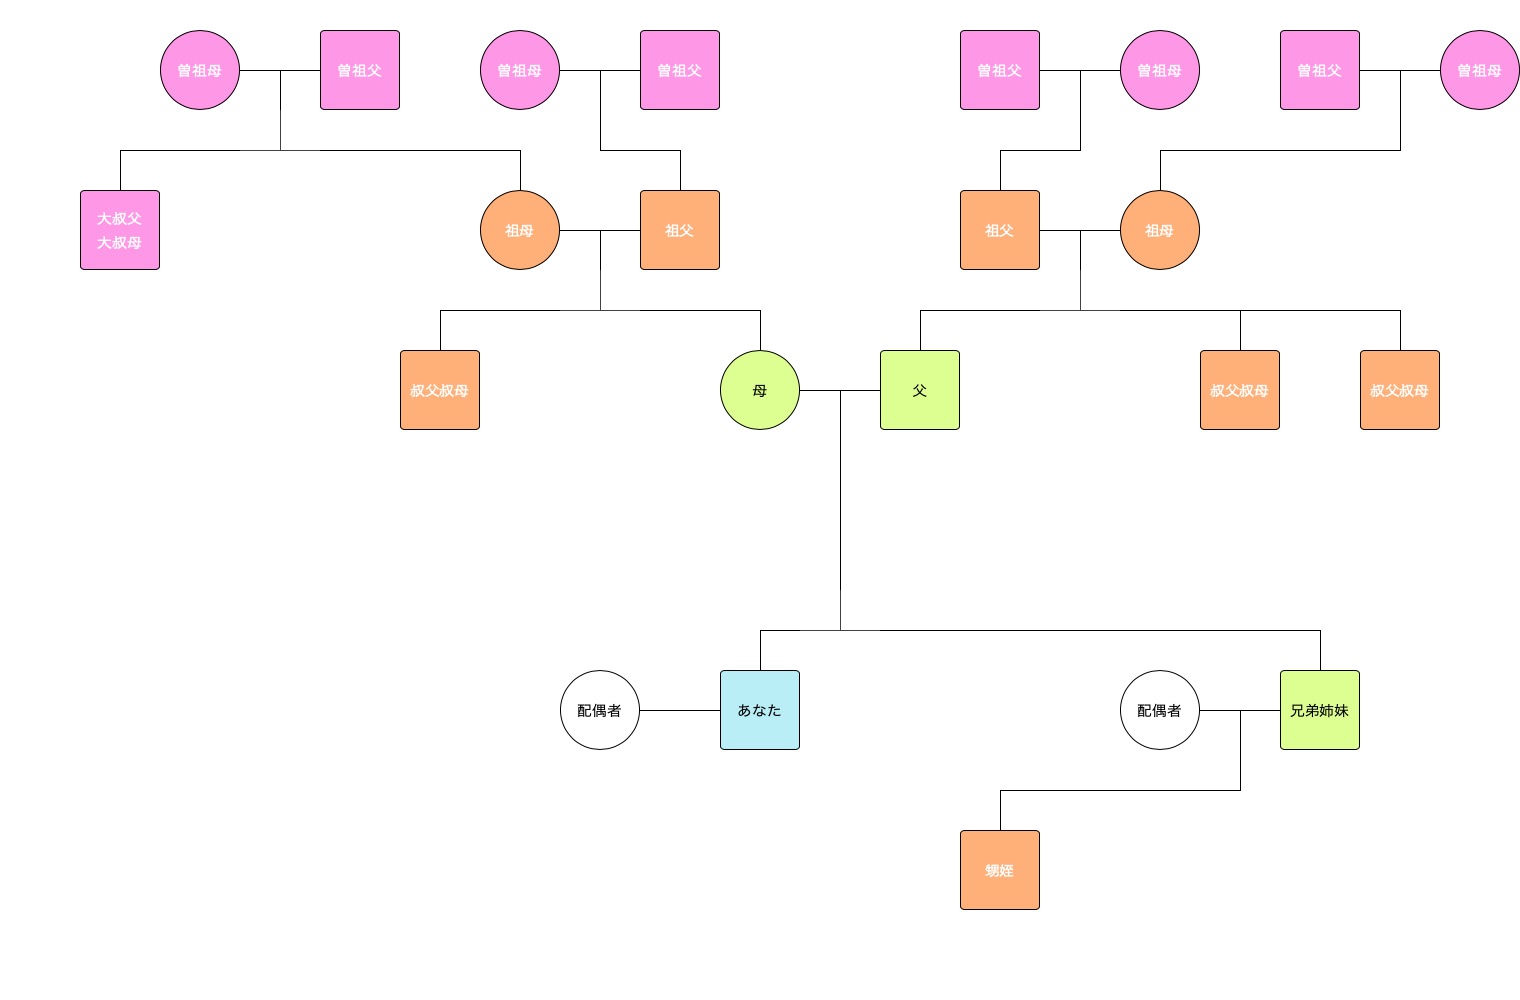 曽祖母
曽祖父
曽祖母
曽祖父
曽祖父
曽祖母
曽祖父
曽祖母
大叔父
大叔母
祖母
祖父
祖父
祖母
叔父叔母
母
父
叔父叔母
叔父叔母
配偶者
あなた
配偶者
兄弟姉妹
甥姪